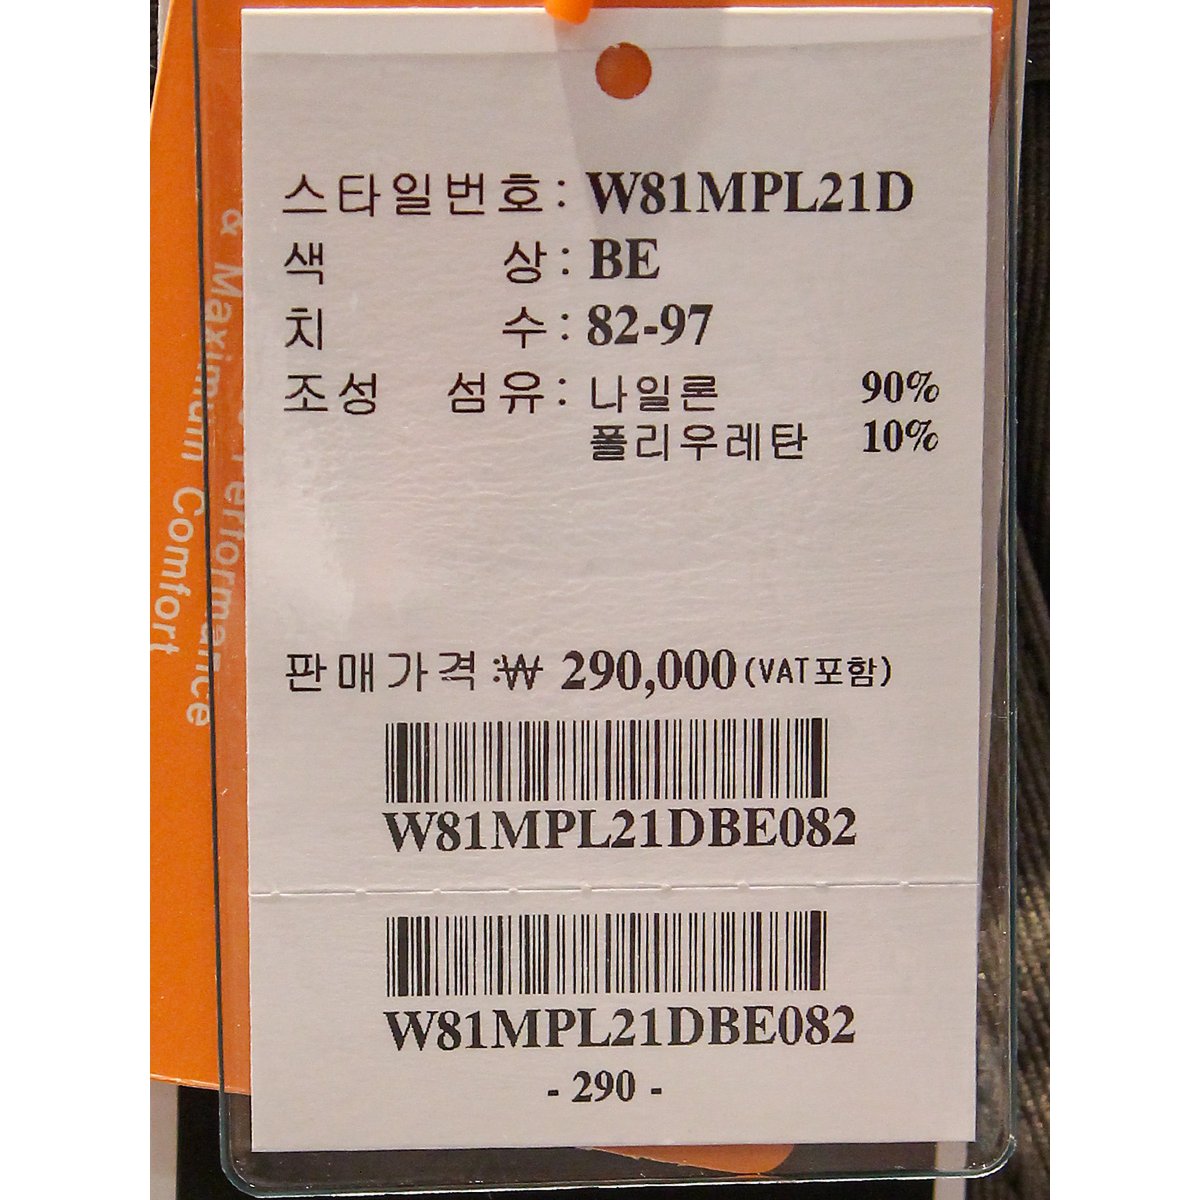 스타일번호: W81MPL21D
색 상: BE
치 수: 82-97
조성 섬유: 나일론 90%
폴리우레탄 10%
판매가격:₩ 290,000(VAT포함)
W81MPL21DBE082
W81MPL21DBE082
- 290 -
& Maximum
Performance
Comfort